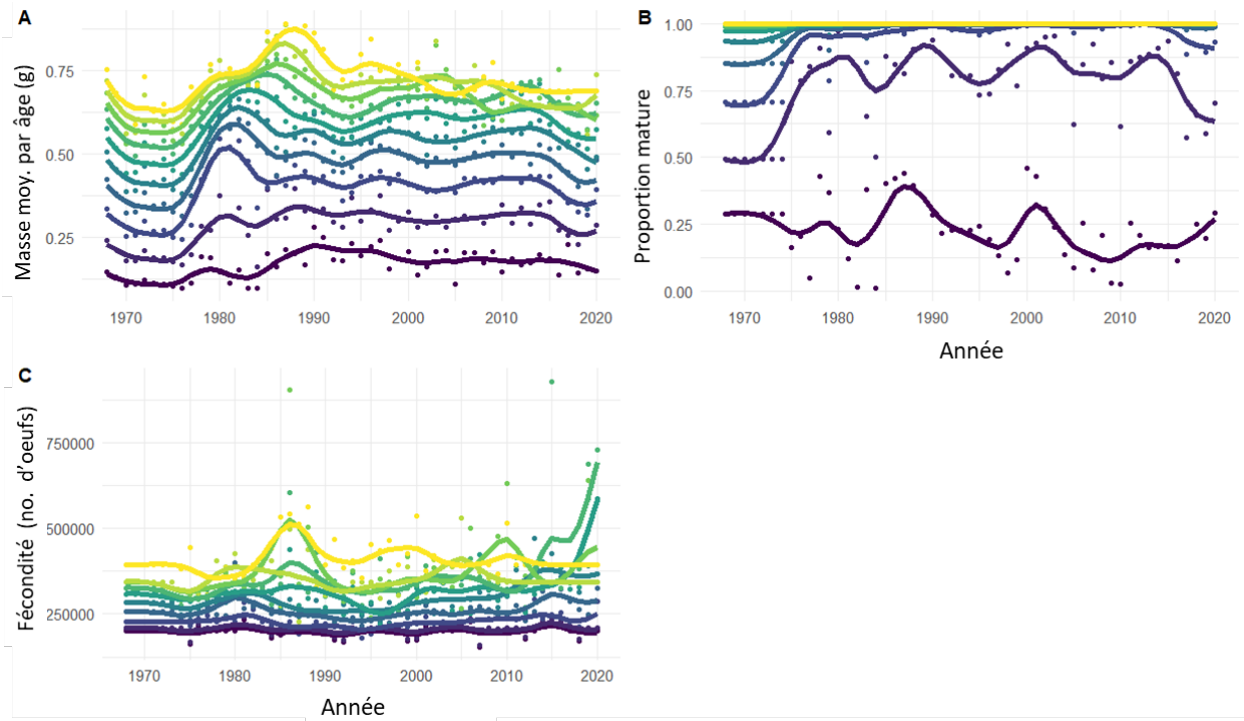 A
Masse moy. par âge (g)
0.75
0.50
0.25
1970 1980 1990 2000 2010 2020
B
Proportion mature
1.00
0.75
0.50
0.25
0.00
1970 1980 1990 2000 2010 2020
Année
C
Fécondité (no. d'oeufs)
750000
500000
250000
1970 1980 1990 2000 2010 2020
Année